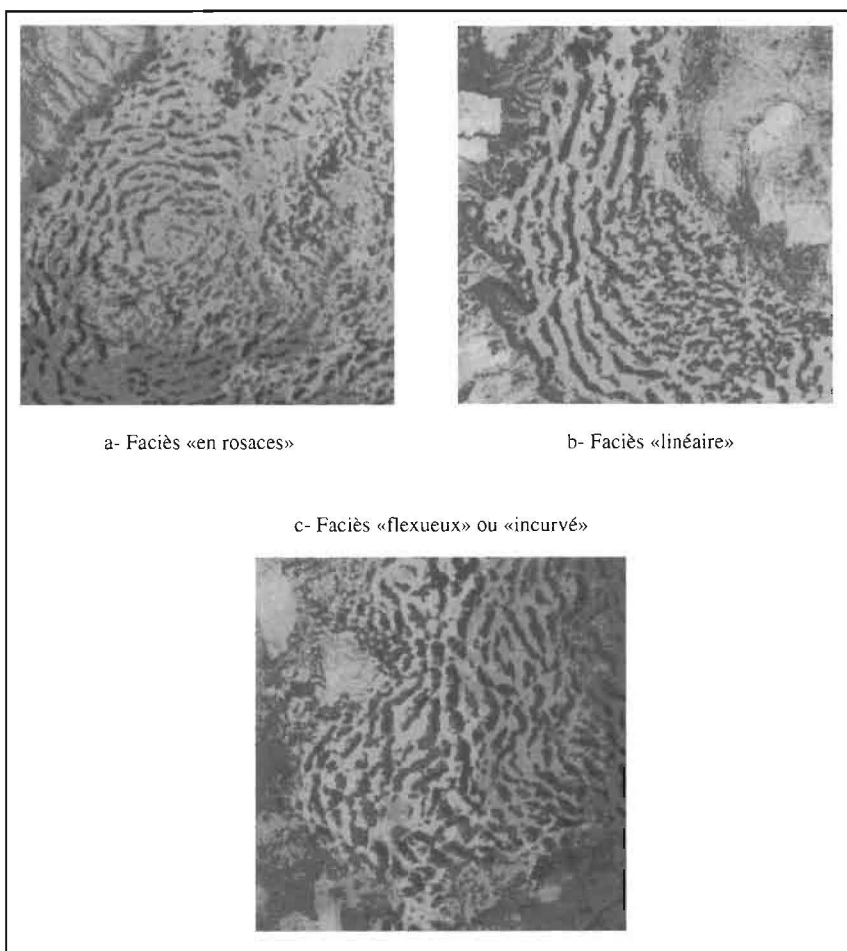 a- Faciès «en rosaces»
b- Faciès «linéaire»
c- Faciès «flexueux» ou «incurvé»